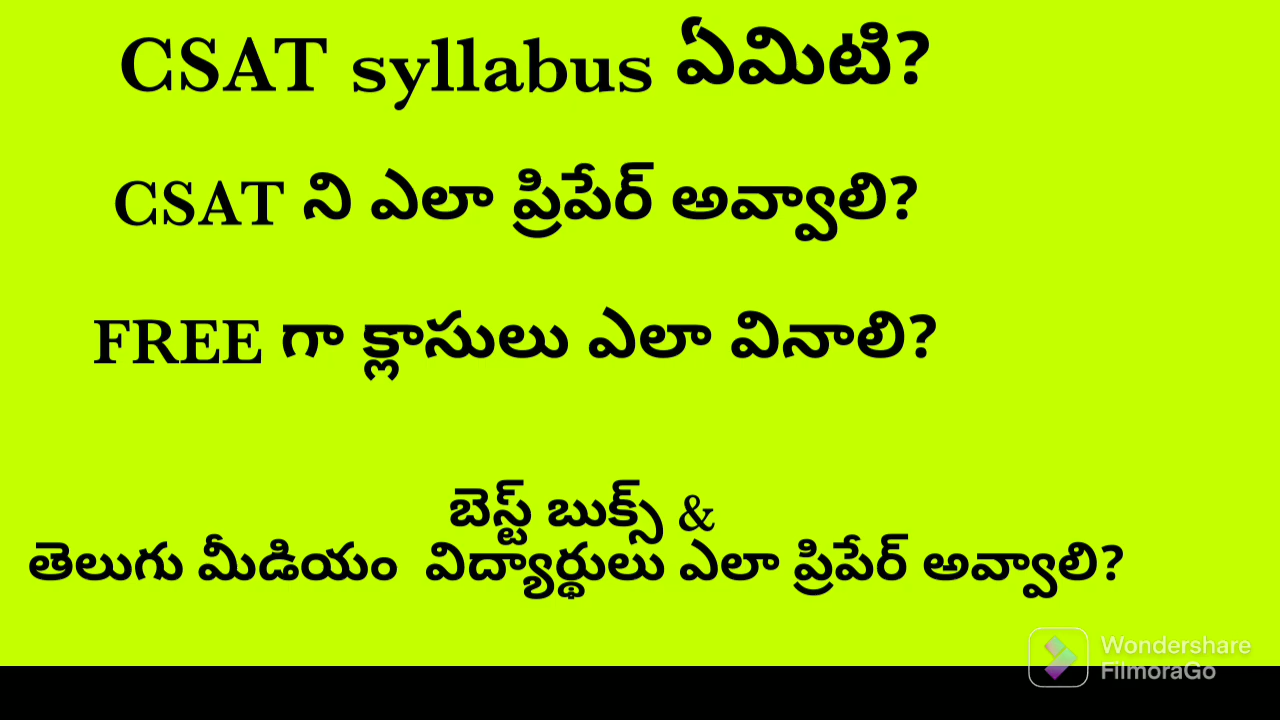 CSAT syllabus ఏమిటి?
CSAT ని ఎలా ప్రిపేర్ అవ్వాలి?
FREE గా క్లాసులు ఎలా వినాలి?
బెస్ట్ బుక్స్ &
తెలుగు మీడియం విద్యార్థులు ఎలా ప్రిపేర్ అవ్వాలి?
Wondershare
FilmoraGo